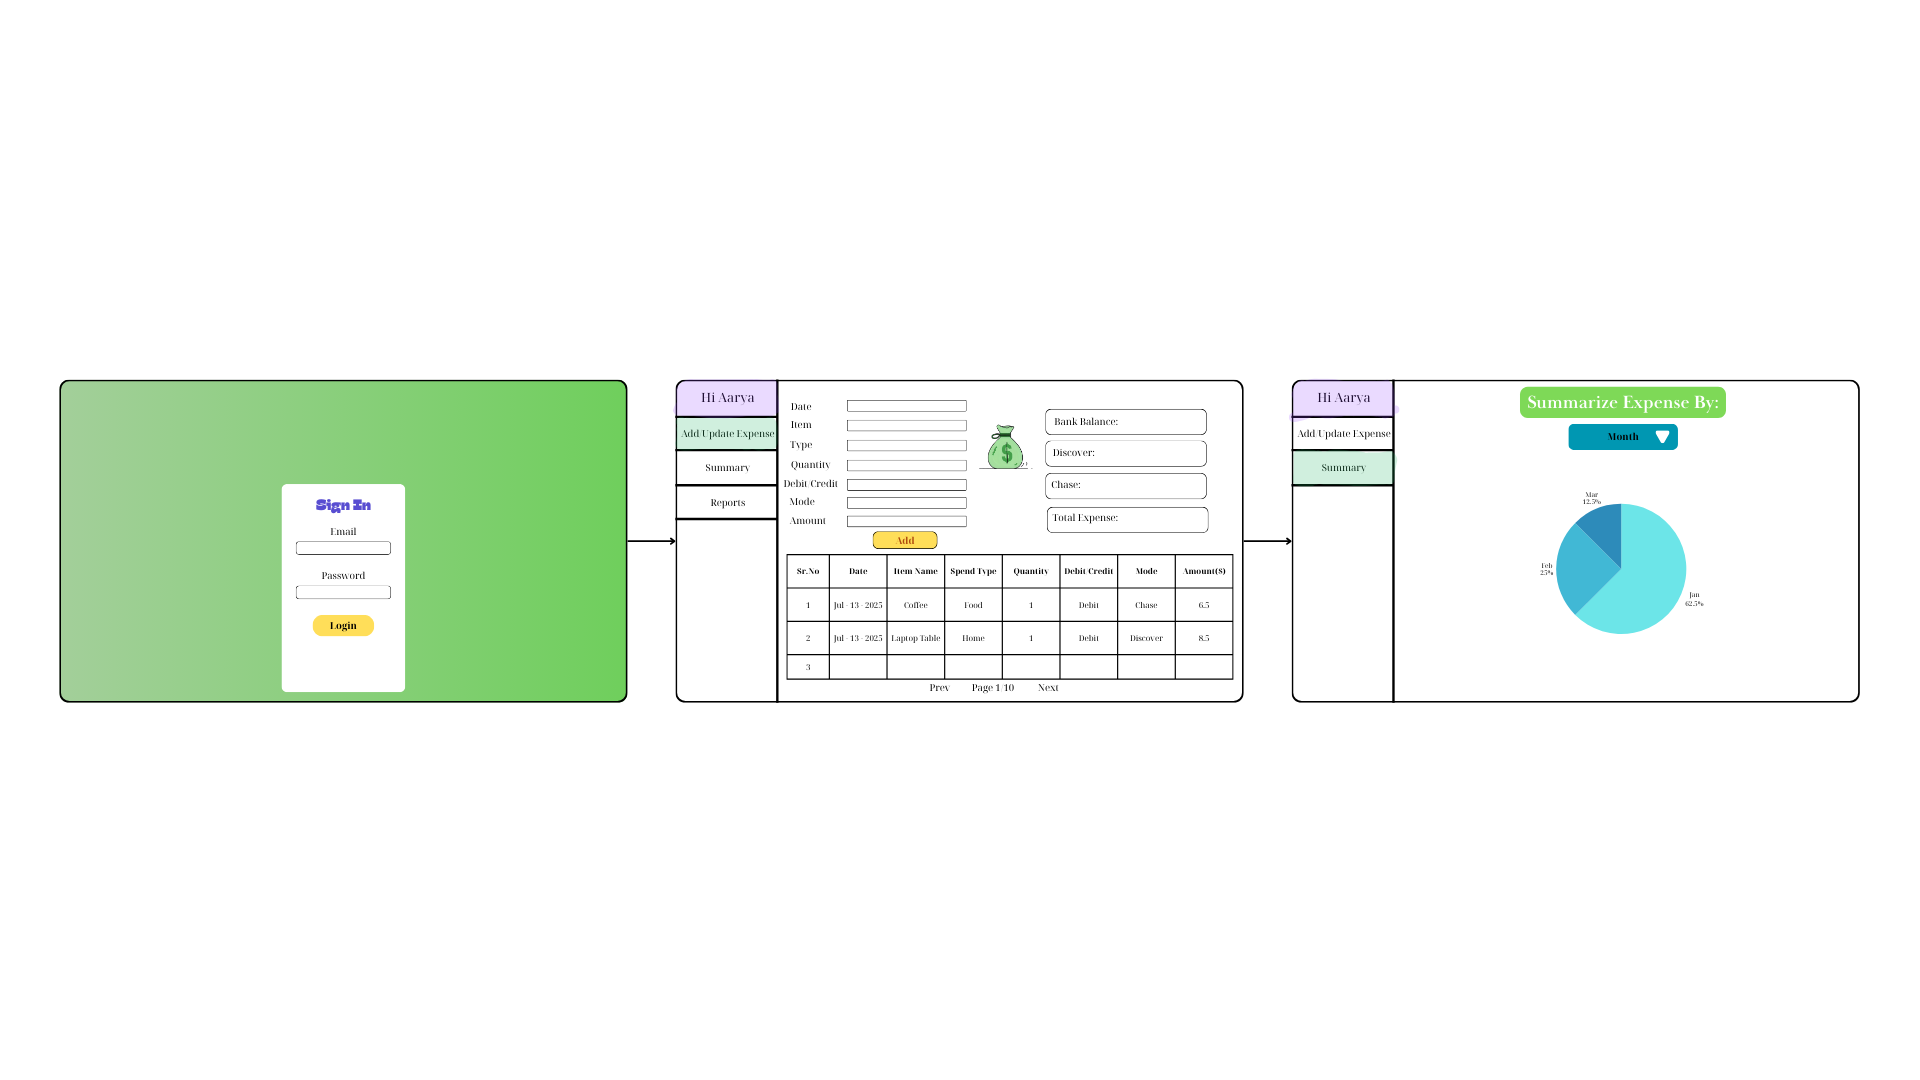 Sign In
Email
Password
Login
Hi Aarya
Add/Update Expense
Summary
Reports
Date
Item
Type
Quantity
Debit/Credit
Mode
Amount
Add
$
Bank Balance:
Discover:
Chase:
Total Expense:
Sr.No Date Item Name Spend Type Quantity Debit/Credit Mode Amount($)
1 Jul - 13 - 2025 Coffee Food 1 Debit Chase 6.5
2 Jul - 13 - 2025 Laptop Table Home 1 Debit Discover 8.5
3
Prev Page 1/10 Next
Hi Aarya
Add/Update Expense
Summary
Summarize Expense By:
Month
Mar
12.5%
Feb
25%
Jan
62.5%